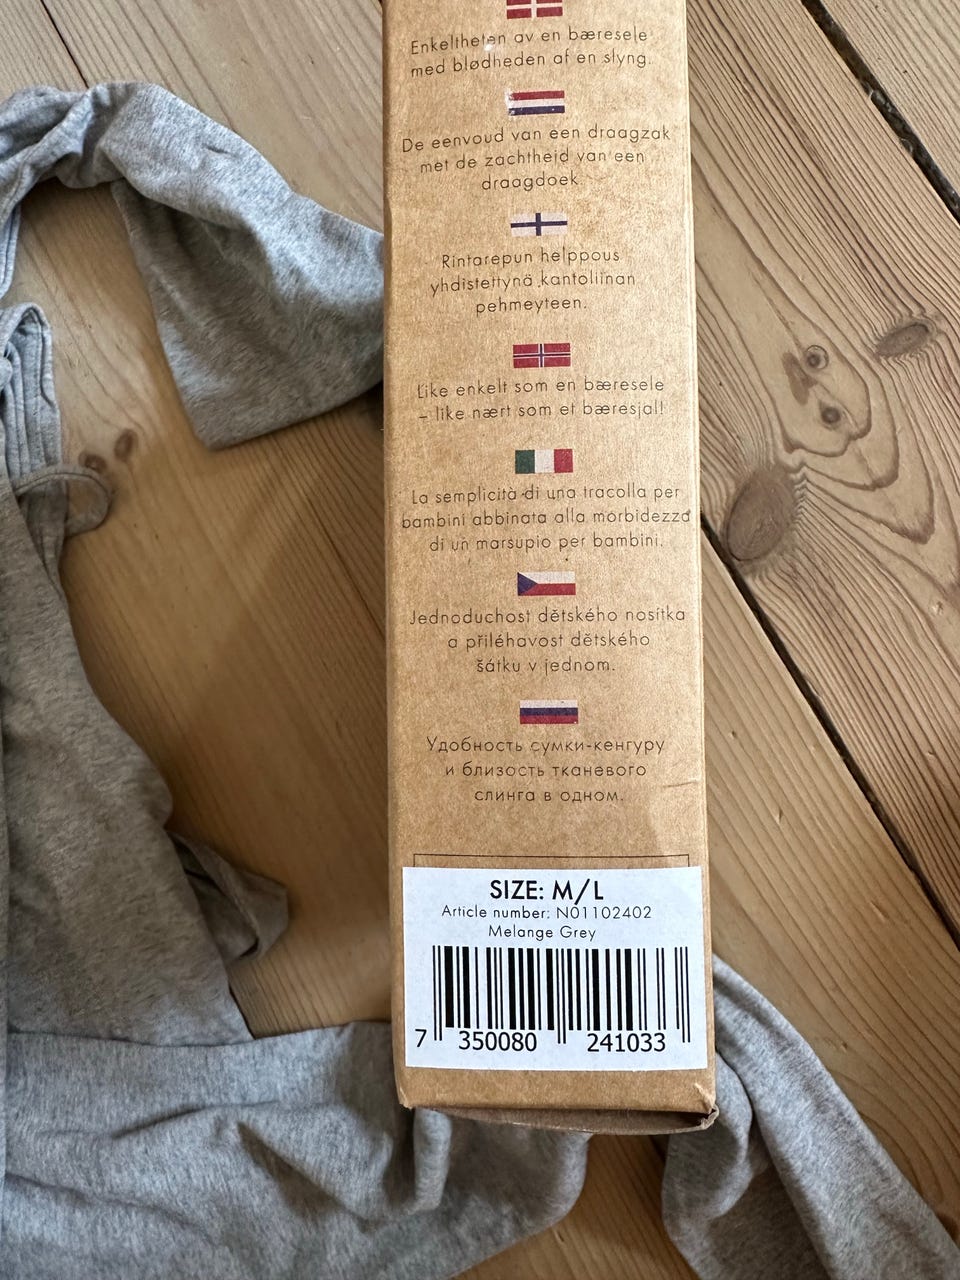 Enkeltheten av en bæresele
med blødheden af en slyng.
De eenvoud van een draagzak
met de zachtheid van een
draagdoek
Rintarepun helppous
yhdistettynä kantoliinan
pehmeyteen.
Like enkelt som en bæresele
– like nært som et bæresjal!
La semplicità di una tracolla per
bambini abbinata alla morbidezza
di un marsupio per bambini.
Jednoduchost dětského nosítka
a přiléhavost dětského
šátku v jednom.
Удобность сумки-кенгуру
и близость тканевого
слинга в одном.
SIZE: M/L
Article number: N01102402
Melange Grey
7 350080 241033